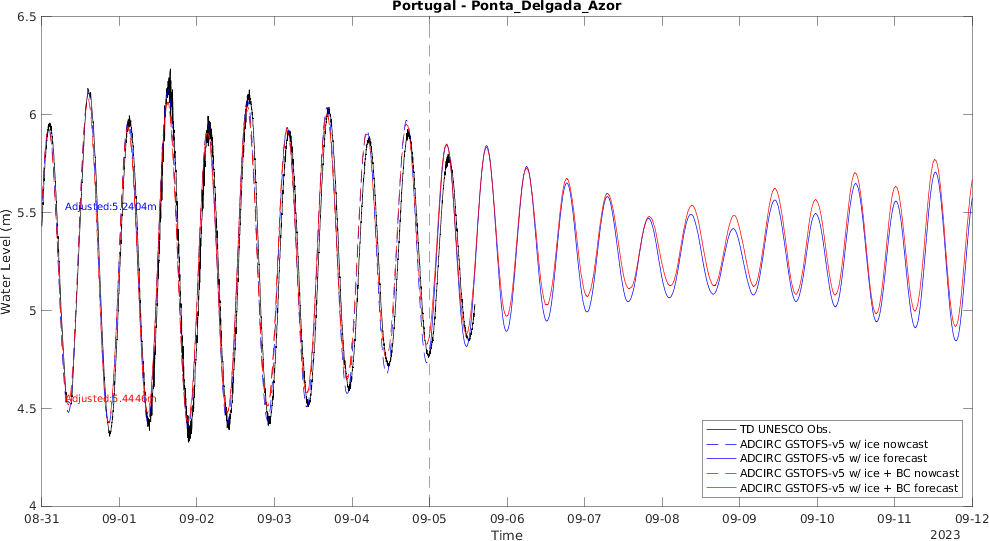 Portugal - Ponta_Delgada_Azor
6.5
6
5.5
5
4.5
4
Water Level (m)
Adjusted:5.2404m
Adjusted:5.4446m
TD UNESCO Obs.
ADCIRC GSTOFS-v5 w/ ice nowcast
ADCIRC GSTOFS-v5 w/ ice forecast
ADCIRC GSTOFS-v5 w/ ice + BC nowcast
ADCIRC GSTOFS-v5 w/ ice + BC forecast
08-31 09-01 09-02 09-03 09-04 09-05 09-06 09-07 09-08 09-09 09-10 09-11 09-12
Time
2023